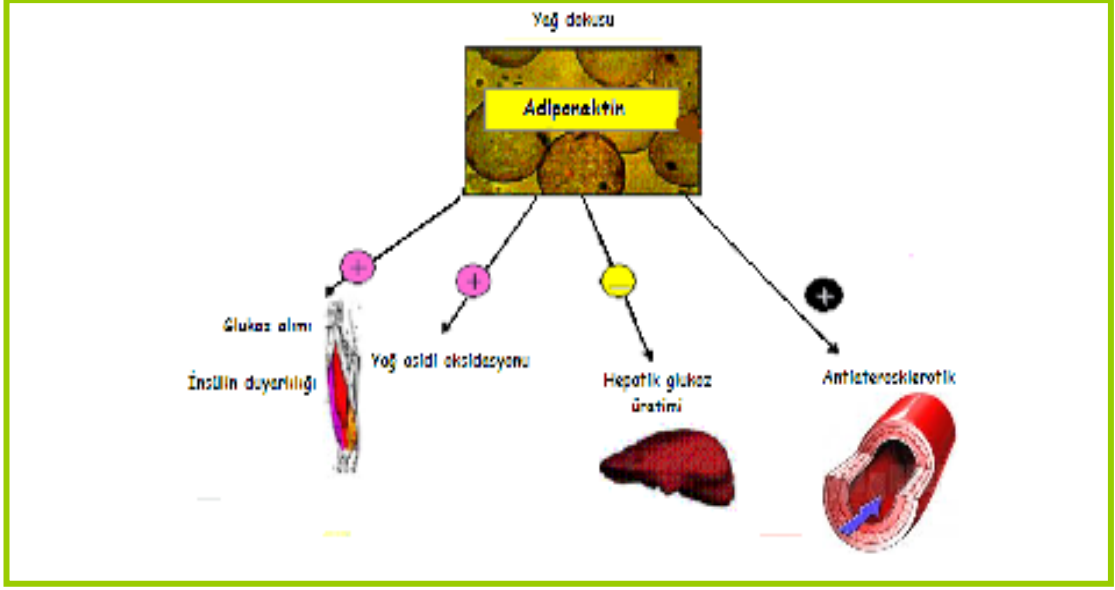 Yağ dokusu
Adiponektin
+
+
–
+
Glukoz alımı
İnsülin duyarlılığı
Yağ asidi oksidasyonu
Hepatik glukoz
üretimi
Antiaterosklerotik